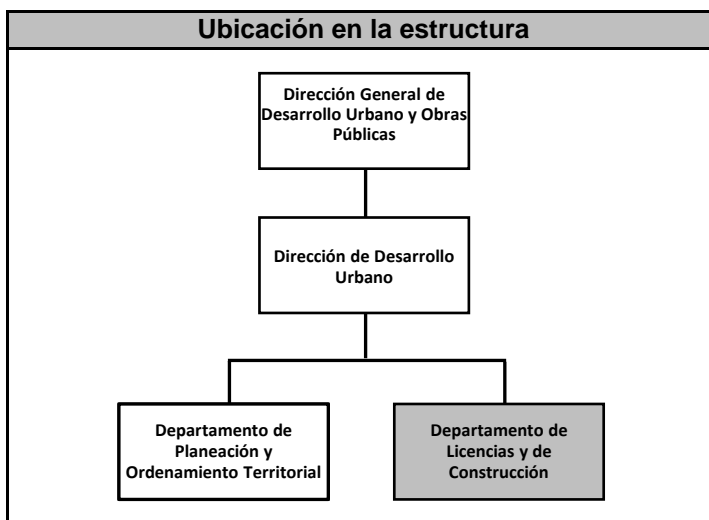 Ubicación en la estructura
Dirección General de
Desarrollo Urbano y Obras
Públicas
Dirección de Desarrollo
Urbano
Departamento de
Planeación y
Ordenamiento Territorial
Departamento de
Licencias y de
Construcción